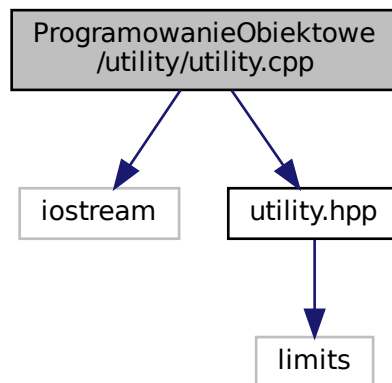 ProgramowanieObiektowe
/utility/utility.cpp
iostream
utility.hpp
limits